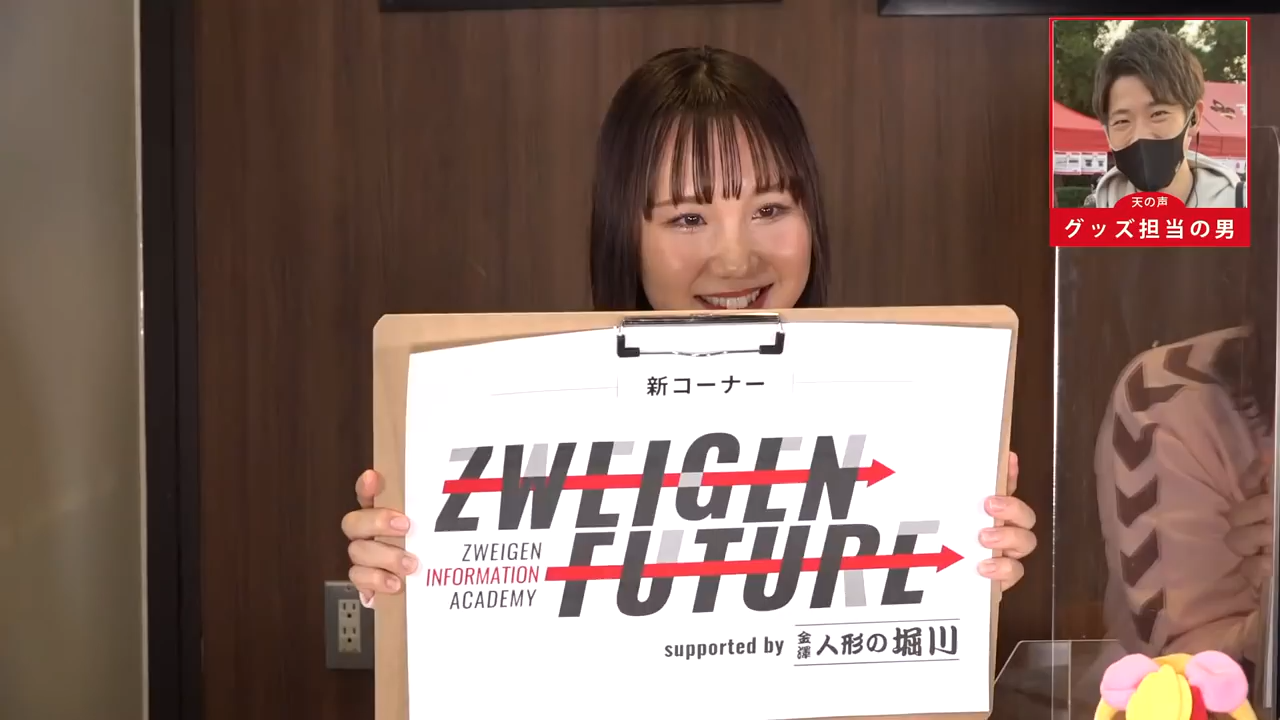 天の声
グッズ担当の男
新コーナー
ZWEIGEN
FUTURE
ZWEIGEN
INFORMATION
ACADEMY
supported by 金澤 人形の堀川